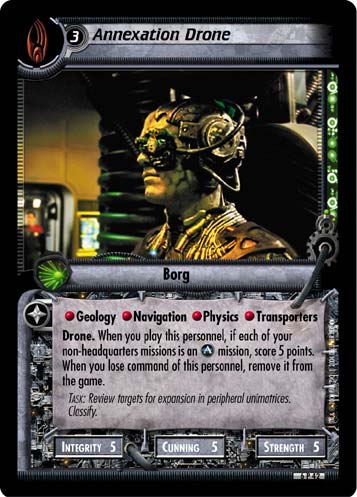 3 Annexation Drone
Borg
Geology Navigation Physics Transporters
Drone. When you play this personnel, if each of your
non-headquarters missions is an A mission, score 5 points.
When you lose command of this personnel, remove it from
the game.
TASK: Review targets for expansion in peripheral unimatrices.
Classify.
INTEGRITY 5 CUNNING 5 STRENGTH 5
6 P 42